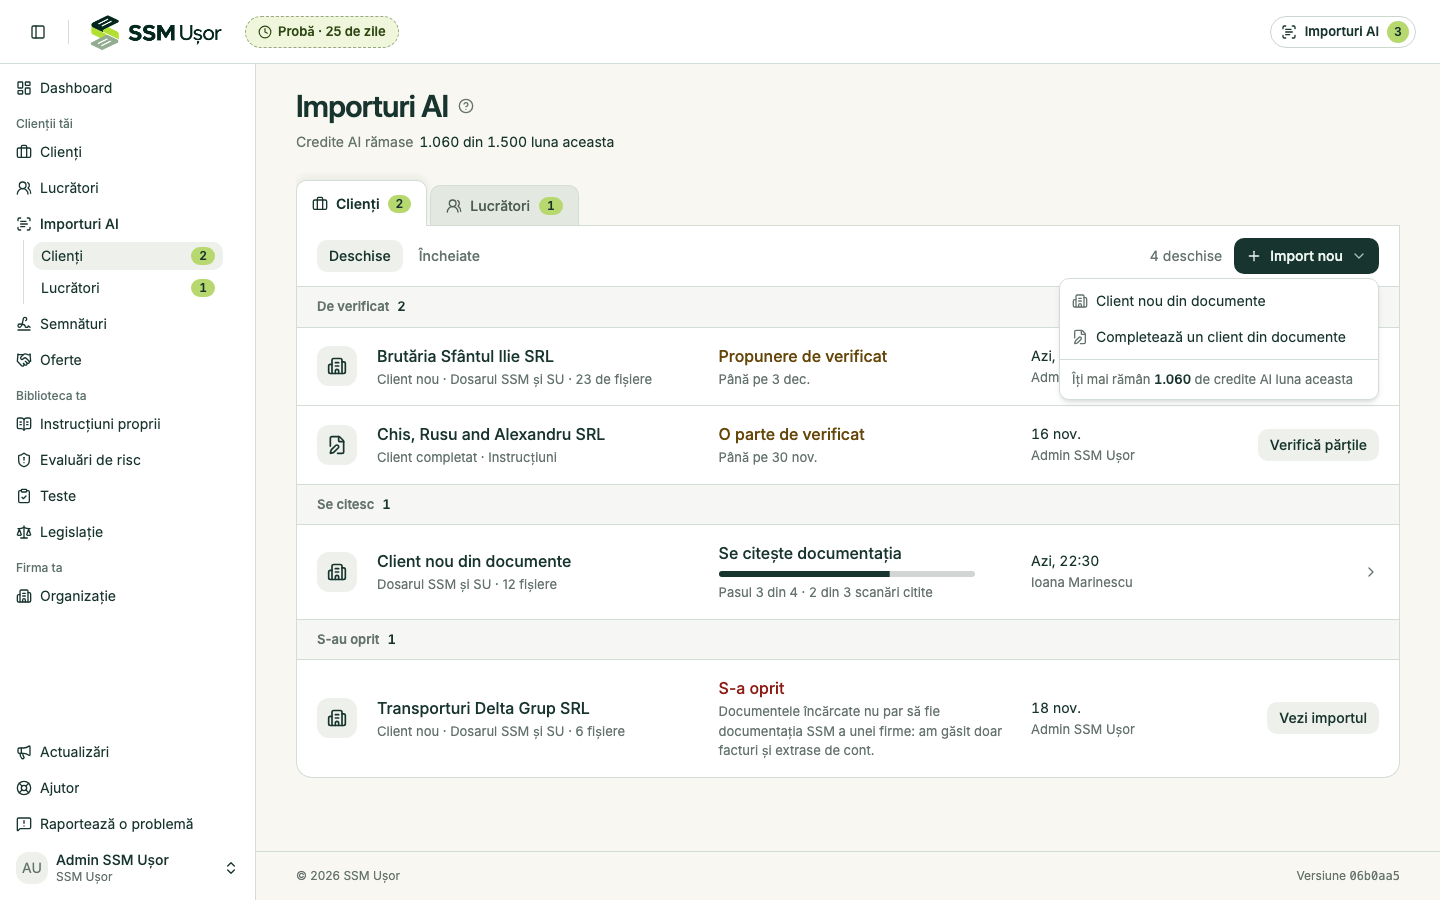 SSM Ușor
Probă · 25 de zile
Importuri AI 3
Dashboard
Clienții tăi
Clienți
Lucrători
Importuri AI
Clienți 2
Lucrători 1
Semnături
Oferte
Biblioteca ta
Instrucțiuni proprii
Evaluări de risc
Teste
Legislație
Firma ta
Organizație
Actualizări
Ajutor
Raportează o problemă
AU
Admin SSM Ușor
SSM Ușor
Importuri AI
Credite AI rămase 1.060 din 1.500 luna aceasta
Clienți 2
Lucrători 1
Deschise
Încheiate
4 deschise
Import nou
Client nou din documente
Completează un client din documente
Îți mai rămân 1.060 de credite AI luna aceasta
De verificat 2
Brutăria Sfântul Ilie SRL
Client nou · Dosarul SSM și SU · 23 de fișiere
Propunere de verificat
Până pe 3 dec.
Azi,
Adm
Chis, Rusu and Alexandru SRL
Client completat · Instrucțiuni
O parte de verificat
Până pe 30 nov.
16 nov.
Admin SSM Ușor
Verifică părțile
Se citesc 1
Client nou din documente
Dosarul SSM și SU · 12 fișiere
Se citește documentația
Pasul 3 din 4 · 2 din 3 scanări citite
Azi, 22:30
Ioana Marinescu
S-au oprit 1
Transporturi Delta Grup SRL
Client nou · Dosarul SSM și SU · 6 fișiere
S-a oprit
Documentele încărcate nu par să fie
documentația SSM a unei firme: am găsit doar
facturi și extrase de cont.
18 nov.
Admin SSM Ușor
Vezi importul
© 2026 SSM Ușor
Versiune 06b0aa5